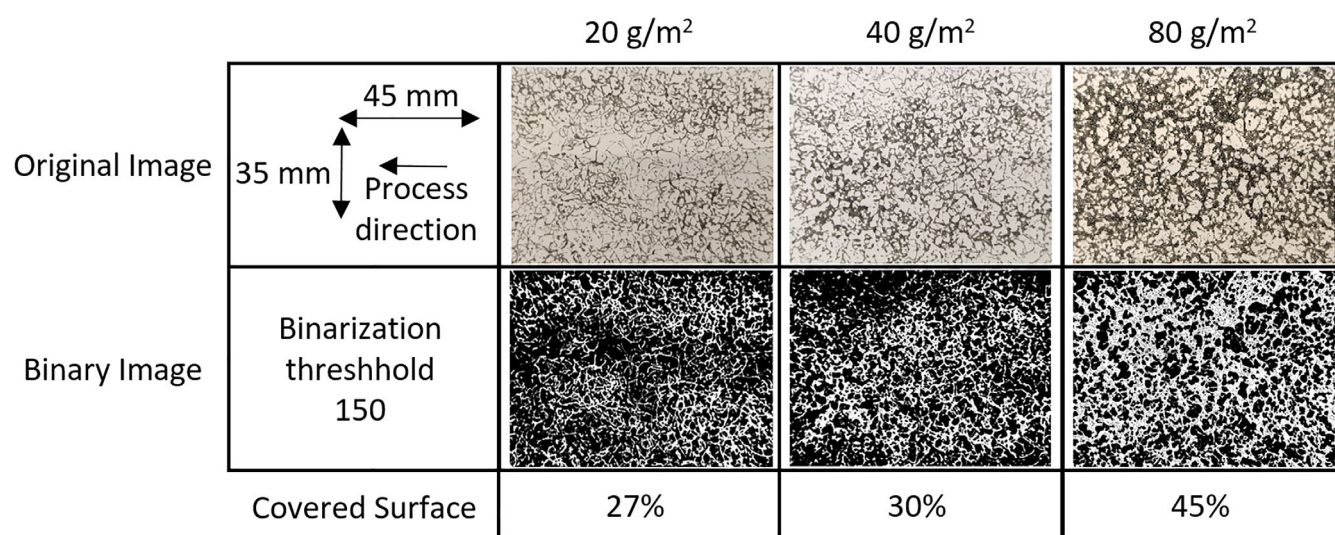 20 g/m² 40 g/m² 80 g/m²
Original Image
45 mm
35 mm
Process
direction
Binary Image
Binarization
threshhold
150
Covered Surface 27% 30% 45%